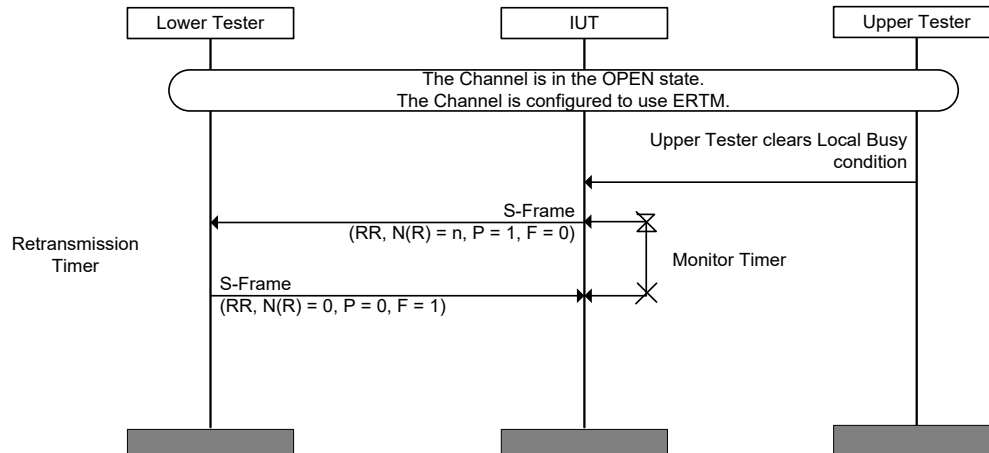 Lower Tester
IUT
Upper Tester
The Channel is in the OPEN state.
The Channel is configured to use ERTM.
Upper Tester clears Local Busy
condition
S-Frame
(RR, N(R) = n, P = 1, F = 0)
Retransmission
Timer
Monitor Timer
S-Frame
(RR, N(R) = 0, P = 0, F = 1)